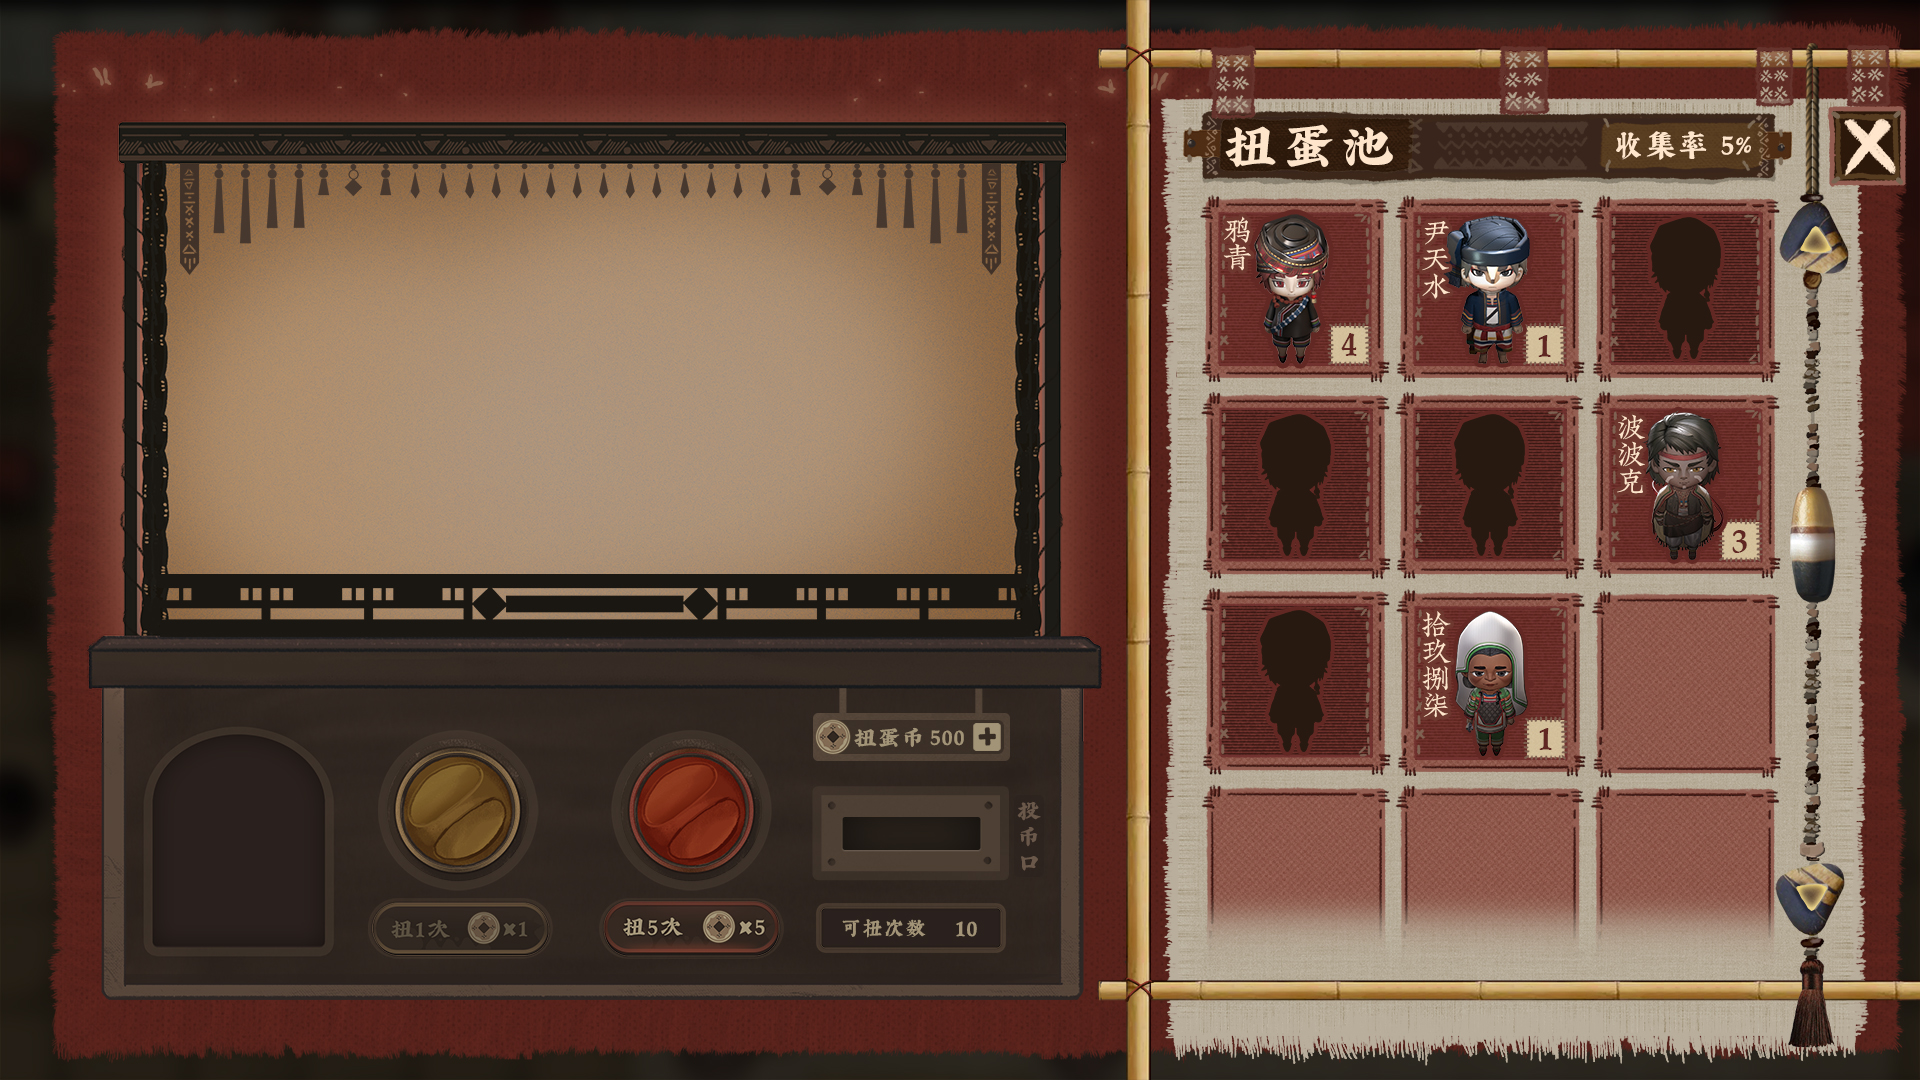 扭蛋池
收集率 5%
鸦青
4
尹天水
1
波波克
3
拾玖捌柒
1
扭蛋币 500
投币口
扭1次 ×1
扭5次 ×5
可扭次数 10